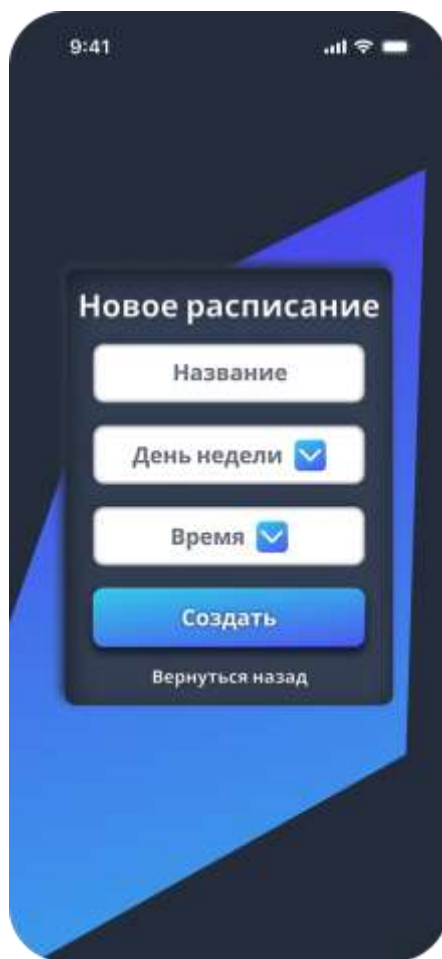 9:41
Новое расписание
Название
День недели
Время
Создать
Вернуться назад